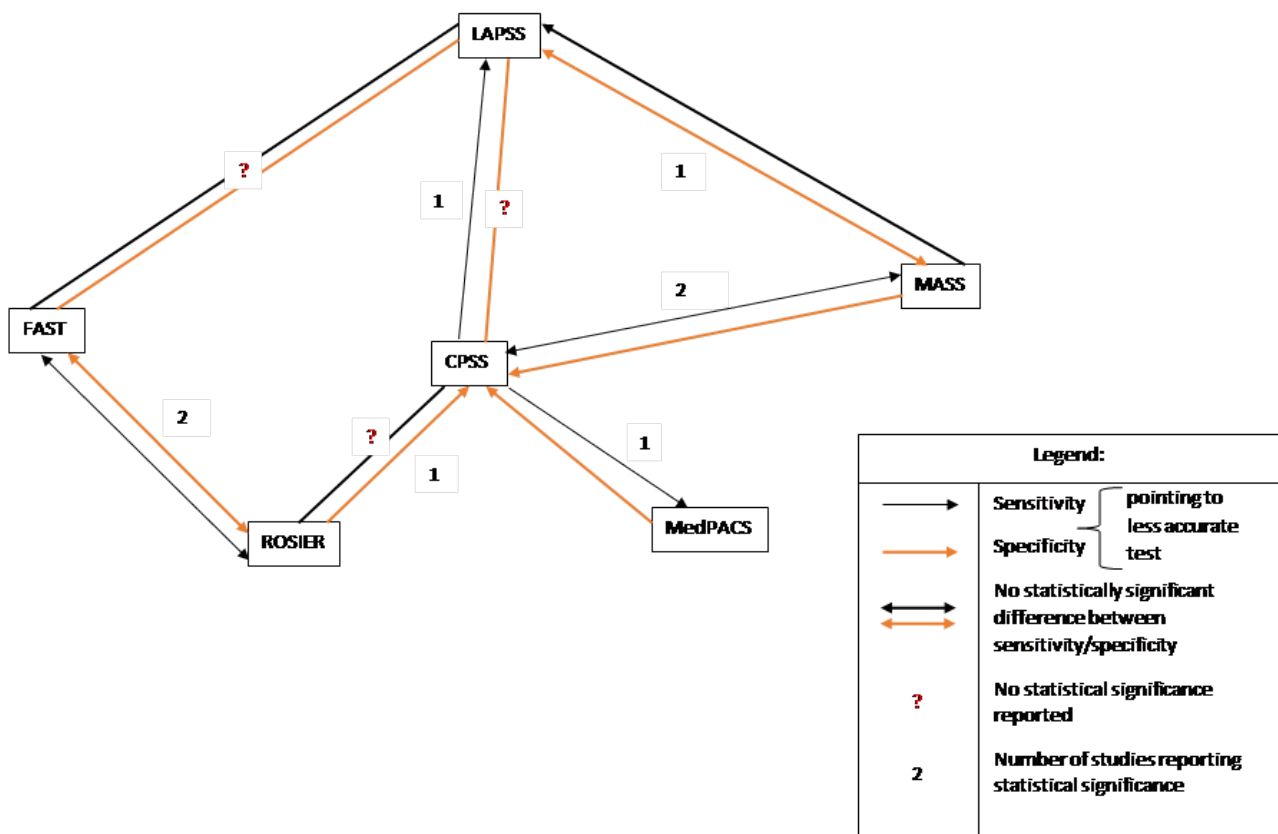 LAPSS
?
1
1
?
MASS
2
FAST
CPSS
2
?
1
1
ROSIER
MedPACS
Legend:
Sensitivity
pointing to
less accurate
test
Specificity
No statistically significant
difference between
sensitivity/specificity
?
No statistical significance
reported
2
Number of studies reporting
statistical significance